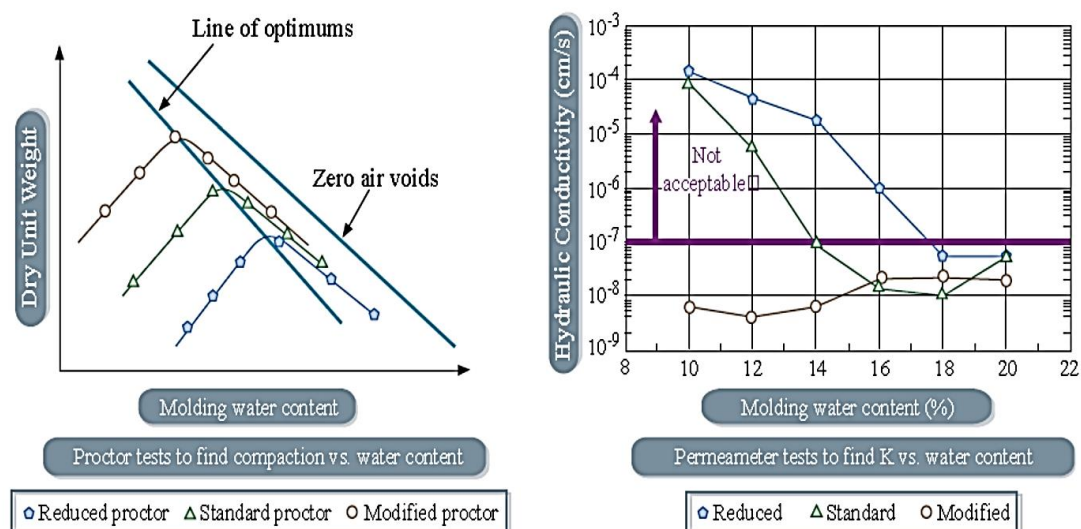 Line of optimums
Zero air voids
Dry Unit Weight
Molding water content
Proctor tests to find compaction vs. water content
Reduced proctor
Standard proctor
Modified proctor
Hydraulic Conductivity (cm/s)
10-3
10-4
10-5
10-6
10-7
10-8
10-9
Not
acceptable
8 10 12 14 16 18 20 22
Molding water content (%)
Permeameter tests to find K vs. water content
Reduced
Standard
Modified